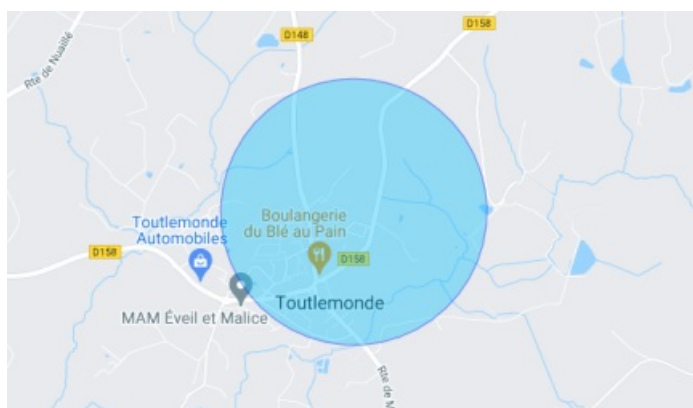 D148
D158
Rte de Nuaillé
Toutlemonde
Automobiles
Boulangerie
du Blé au Pain
D158
D158
MAM Éveil et Malice
Toutlemonde
Rte de M